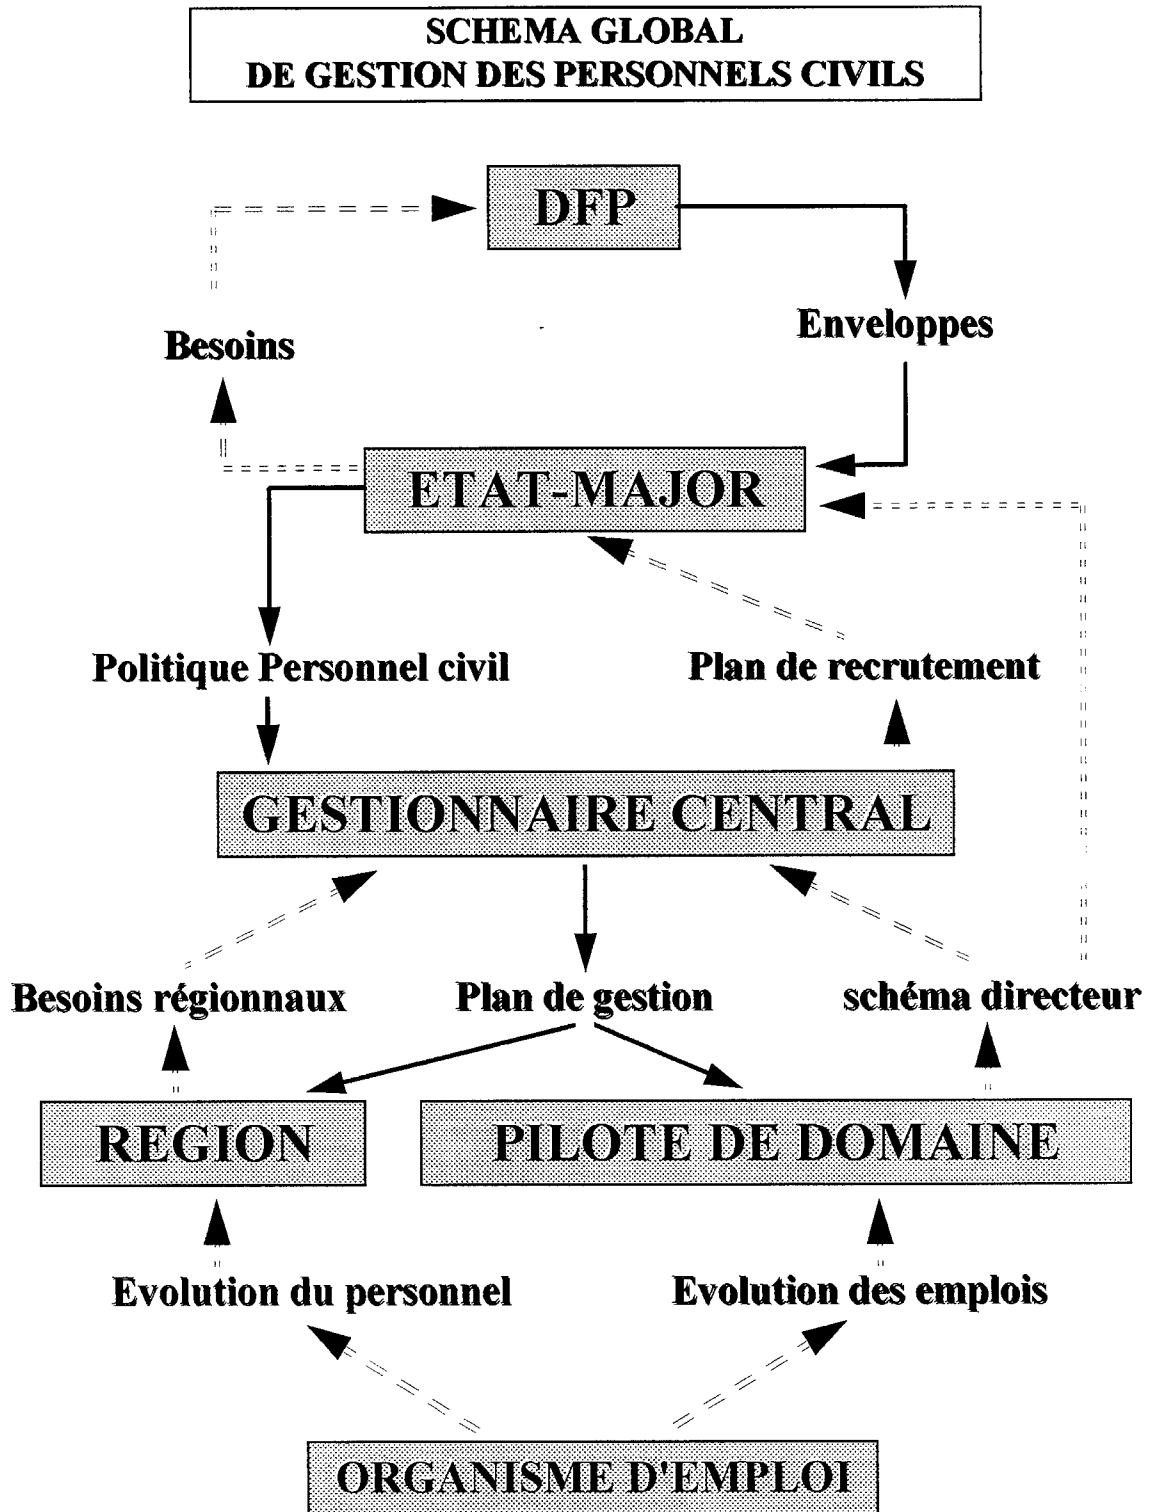 SCHEMA GLOBAL
DE GESTION DES PERSONNELS CIVILS
DFP
Enveloppes
Besoins
ETAT-MAJOR
Politique Personnel civil
Plan de recrutement
GESTIONNAIRE CENTRAL
Besoins régionnaux
Plan de gestion
schéma directeur
REGION
PILOTE DE DOMAINE
Evolution du personnel
Evolution des emplois
ORGANISME D'EMPLOI